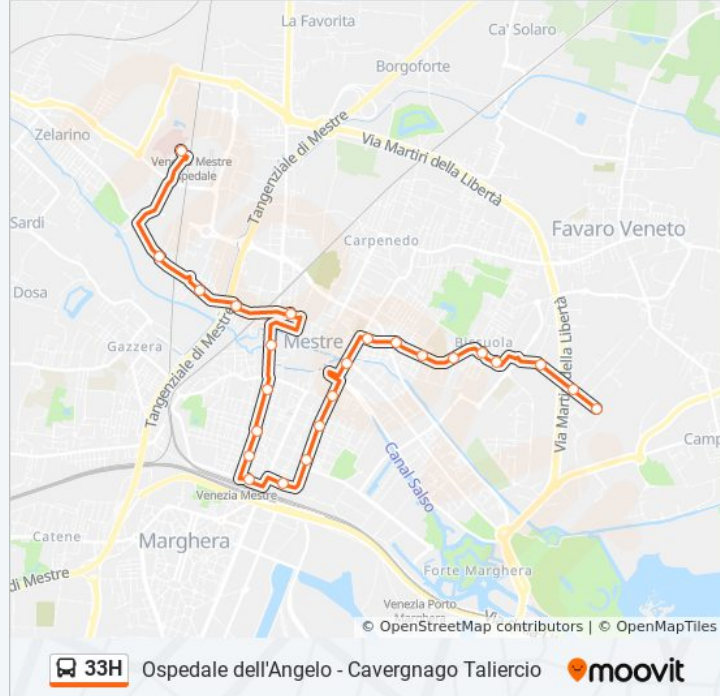 La Favorita
Ca' Solaro
Borgoforte
Zelarino
Via Martiri della Libertà
Tangenziale di Mestre
Mestre
Sardi
Carpenedo
Favaro Veneto
Dosa
Gazzera
Mestre
Bissuola
Via Martiri della Libertà
Tangenziale di Mestre
Camp
Canal Salso
Venezia Mestre
Catene
Marghera
Forte Marghera
di Mestre
Venezia Porto
© OpenStreetMap contributors | © OpenMapTiles
33H
Ospedale dell'Angelo - Cavergnago Taliercio
moovit